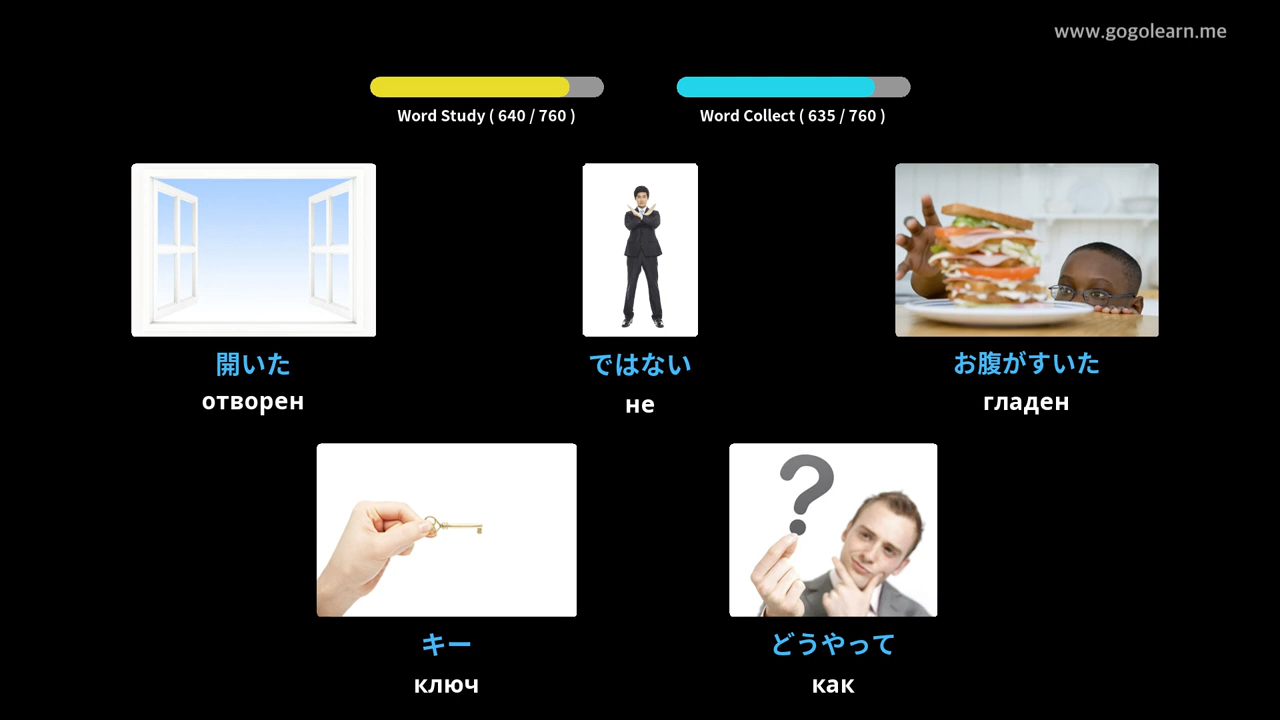 www.gogolearn.me
Word Study ( 640 / 760 )
Word Collect ( 635 / 760 )
開いた
отворен
ではない
не
お腹がすいた
гладен
キー
ключ
どうやって
как